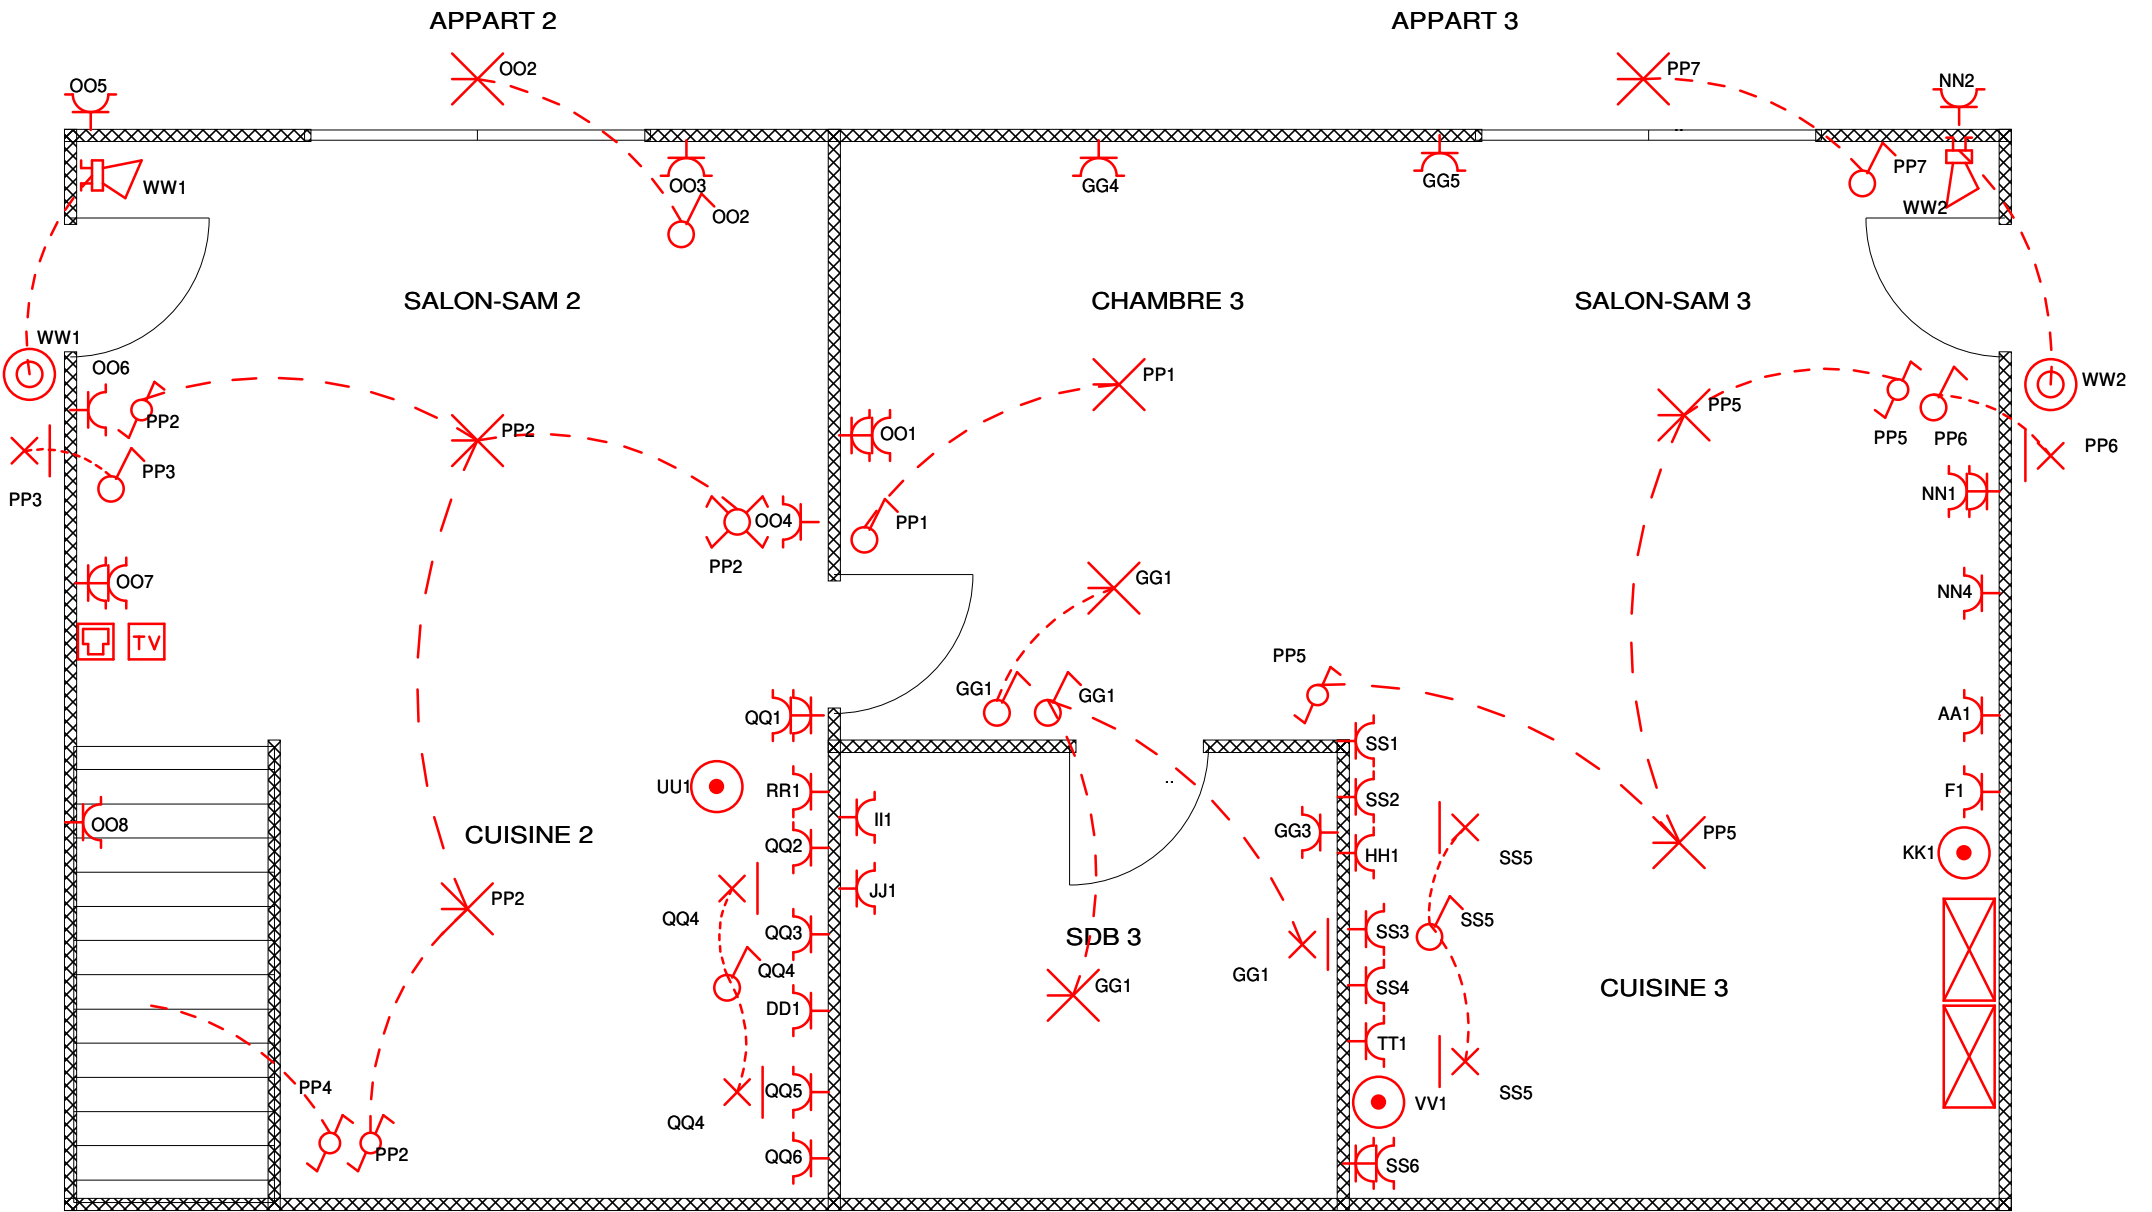 APPART 2
APPART 3
OO2
PP7
OO5
NN2
WW1
OO3
OO2
GG4
GG5
PP7
WW2
SALON-SAM 2
CHAMBRE 3
SALON-SAM 3
WW1
OO6
PP2
PP2
PP3
PP3
OO1
PP1
PP1
PP5
PP5
PP6
WW2
PP6
NN1
OO4
PP2
OO7
TV
GG1
NN4
GG1
GG1
PP5
QQ1
AA1
SS1
UU1
RR1
SS2
F1
OO8
CUISINE 2
II1
QQ2
GG3
HH1
SS5
PP5
KK1
JJ1
PP2
QQ4
QQ3
SDB 3
SS3
SS5
QQ4
GG1
GG1
SS4
CUISINE 3
DD1
TT1
PP4
QQ5
SS5
VV1
QQ4
PP2
QQ6
SS6